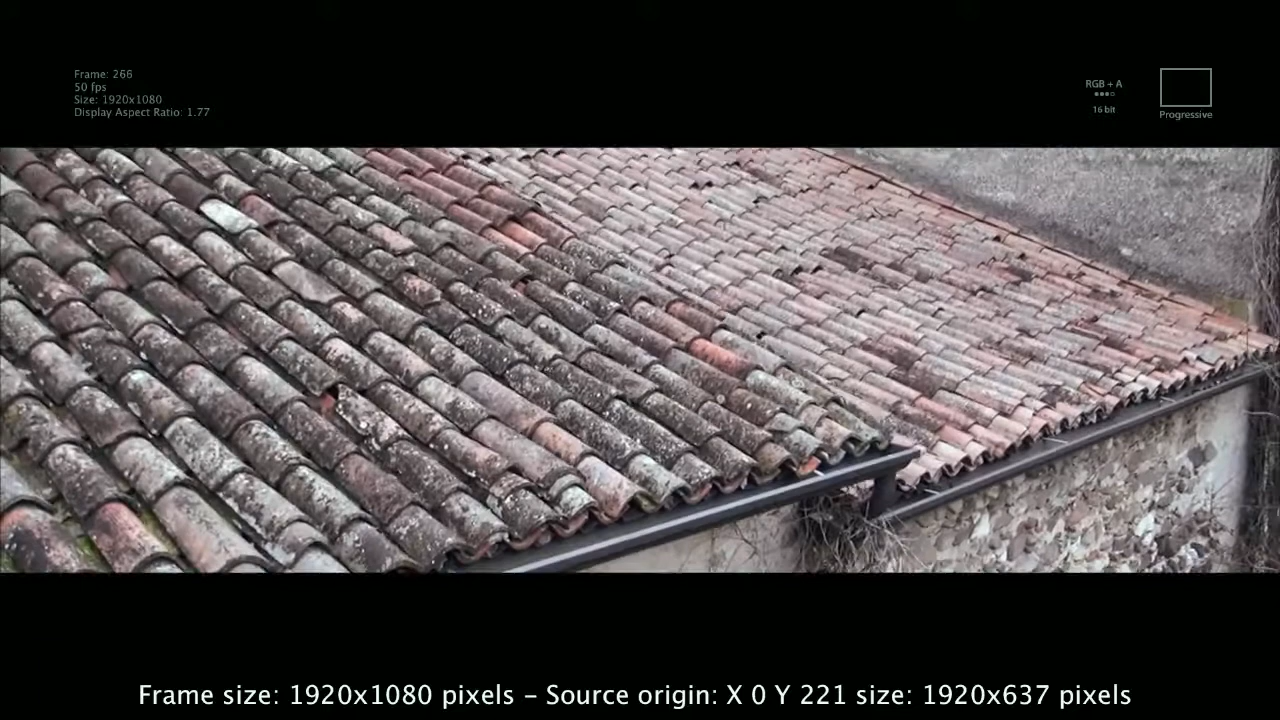 Frame: 266
50 fps
Size: 1920x1080
Display Aspect Ratio: 1.77
RGB + A
16 bit
Progressive
Frame size: 1920x1080 pixels – Source origin: X 0 Y 221 size: 1920x637 pixels